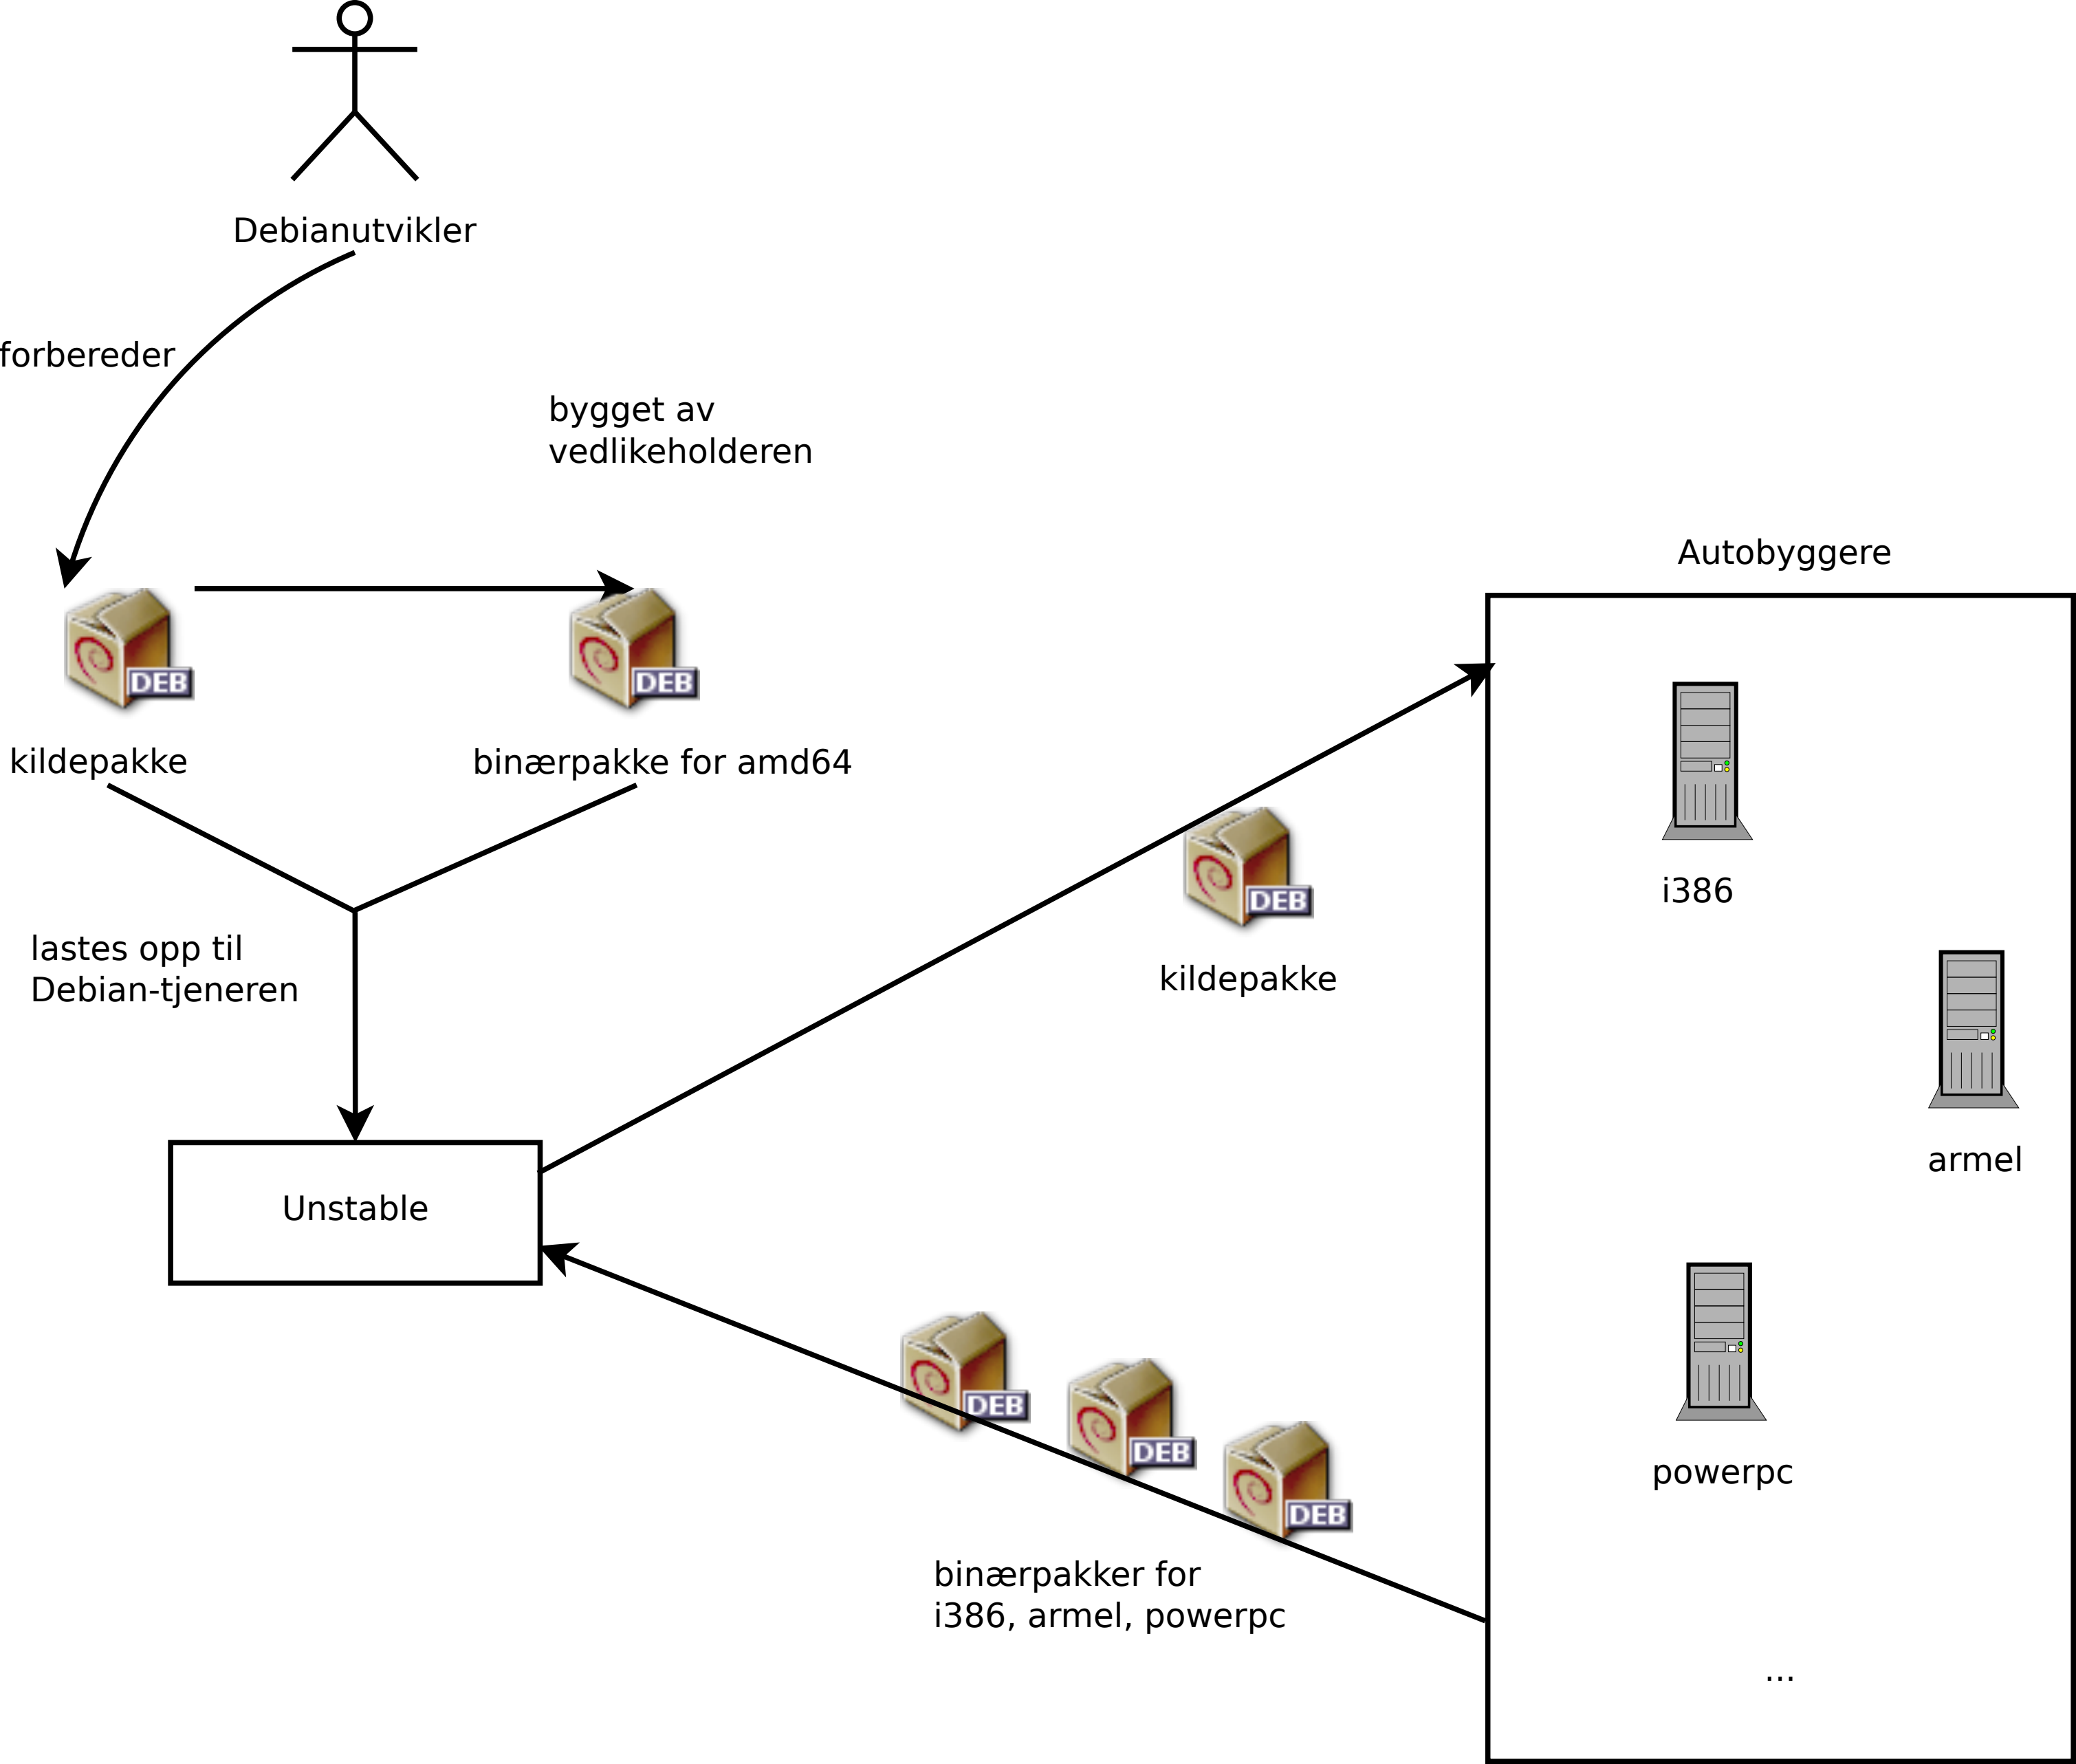 Debianutvikler
forbereder
bygget av
vedlikeholderen
Autobyggere
DEB
DEB
kildepakke
binærpakke for amd64
DEB
i386
lastes opp til
Debian-tjeneren
kildepakke
armel
Unstable
DEB
DEB
DEB
powerpc
binærpakker for
i386, armel, powerpc
...